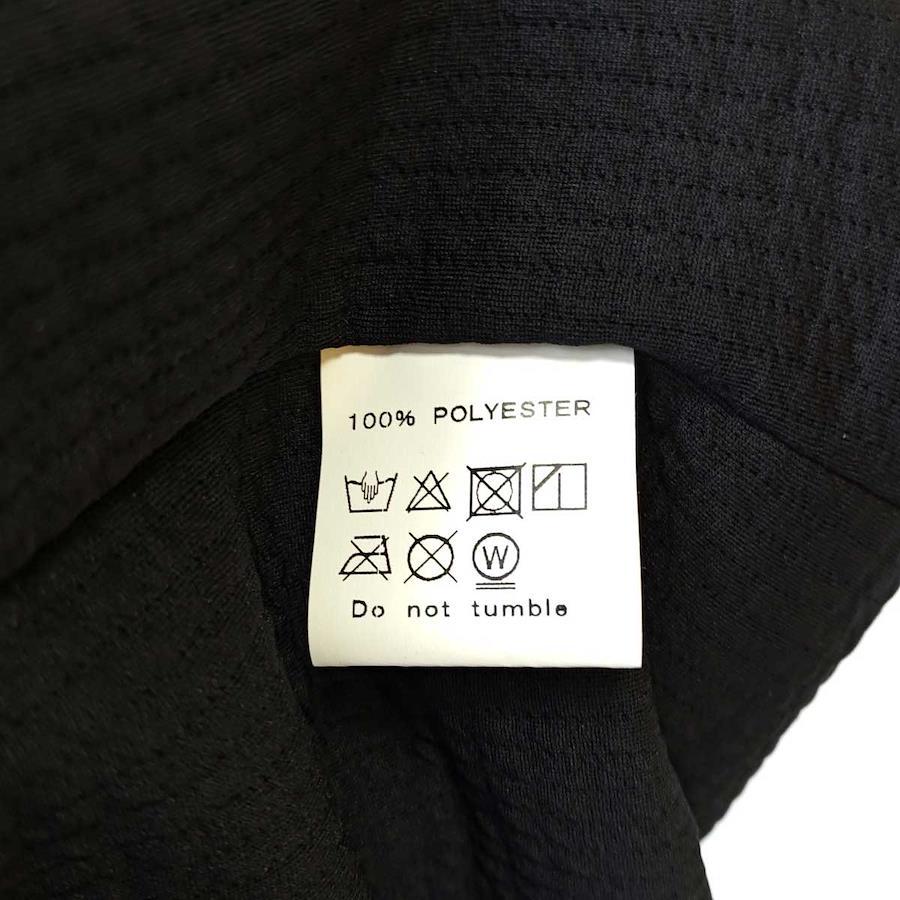 100% POLYESTER
W
Do not tumble